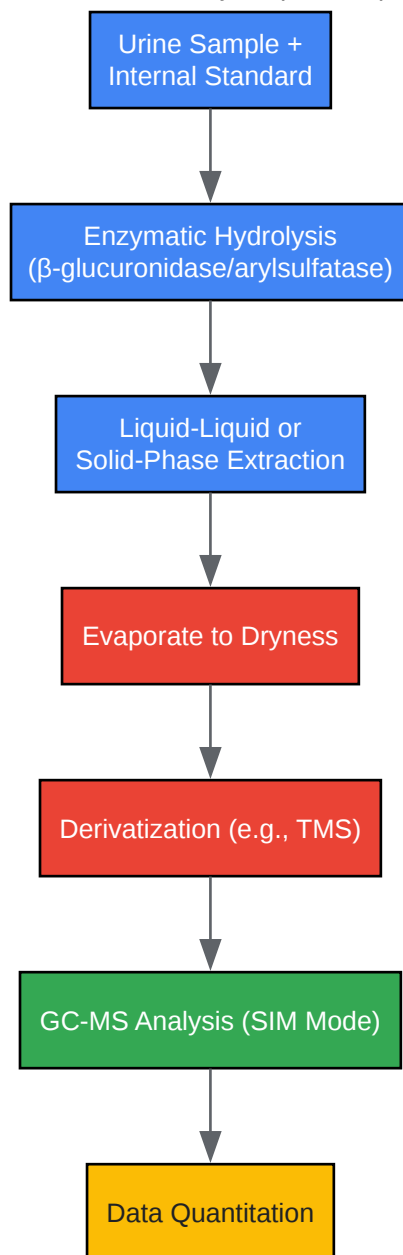 Urine Sample +
Internal Standard
Enzymatic Hydrolysis
(β-glucuronidase/arylsulfatase)
Liquid-Liquid or
Solid-Phase Extraction
Evaporate to Dryness
Derivatization (e.g., TMS)
GC-MS Analysis (SIM Mode)
Data Quantitation